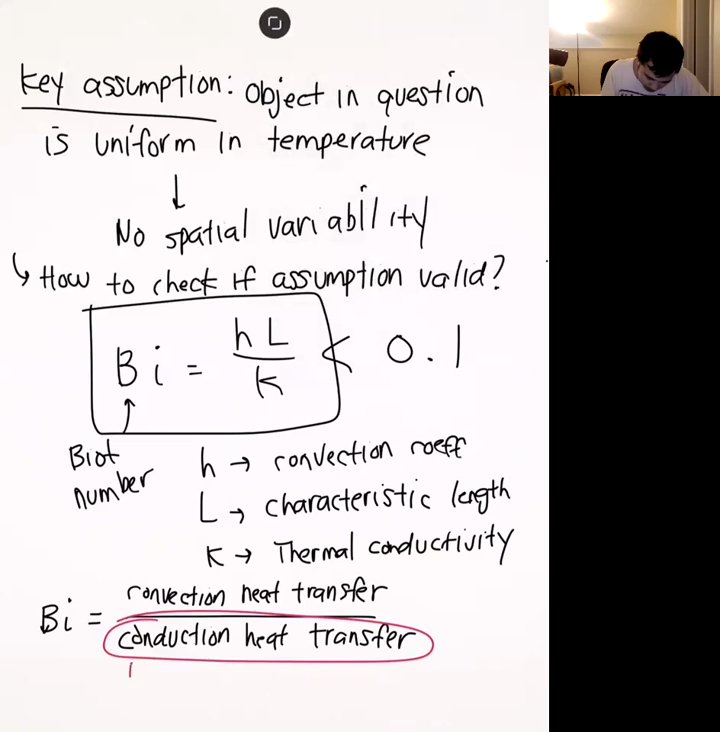 Key assumption: Object in question
is uniform in temperature
↓
No spatial variability
↳ How to check if assumption valid?
Bi = hL/k < 0.1
↑
Biot
number
h → convection coeff
L → characteristic length
K → Thermal conductivity
Bi = convection heat transfer
conduction heat transfer